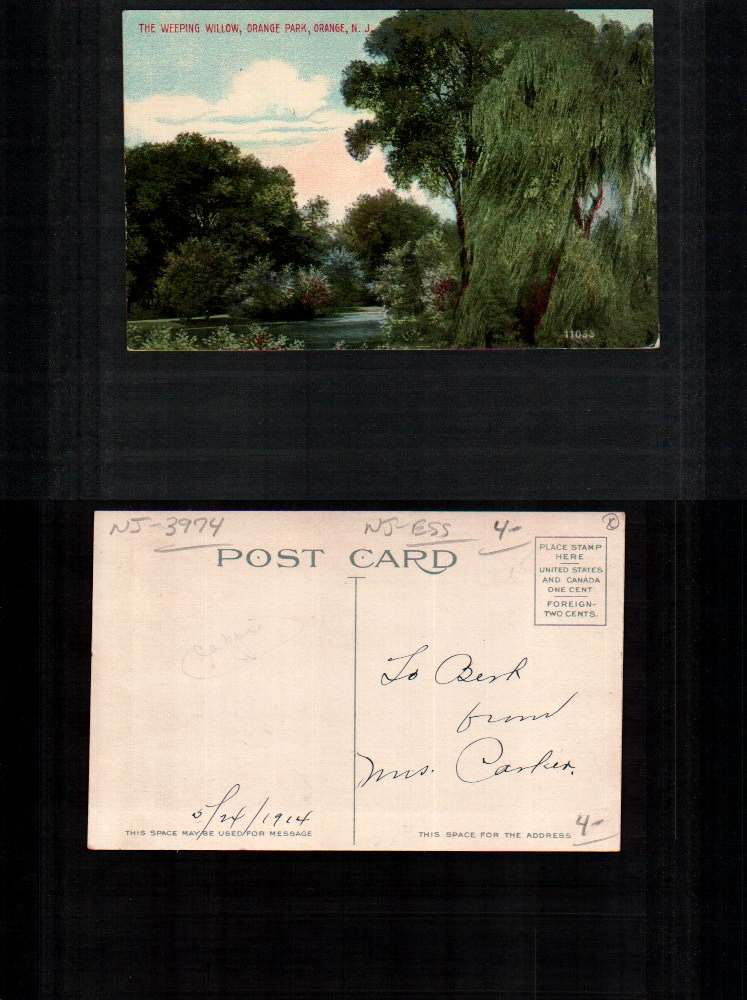 THE WEEPING WILLOW, ORANGE PARK, ORANGE, N. J.
11033
NJ-3974 NJ-ESS 4-
POST CARD
PLACE STAMP
HERE
UNITED STATES
AND CANADA
ONE CENT
FOREIGN-
TWO CENTS.
To
from
Mrs. Carker.
5/24/1914
4-
THIS SPACE MAY BE USED FOR MESSAGE
THIS SPACE FOR THE ADDRESS